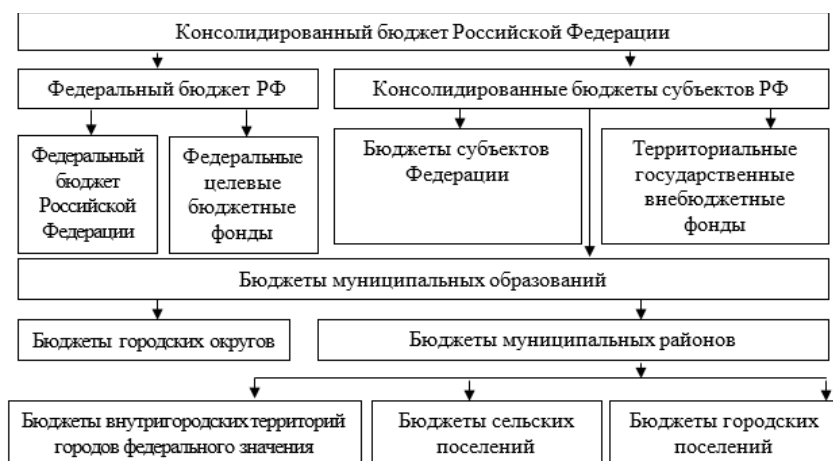 Консолидированный бюджет Российской Федерации
Федеральный бюджет РФ
Консолидированные бюджеты субъектов РФ
Федеральный
бюджет
Российской
Федерации
Федеральные
целевые
бюджетные
фонды
Бюджеты субъектов
Федерации
Территориальные
государственные
внебюджетные
фонды
Бюджеты муниципальных образований
Бюджеты городских округов
Бюджеты муниципальных районов
Бюджеты внутригородских территорий
городов федерального значения
Бюджеты сельских
поселений
Бюджеты городских
поселений